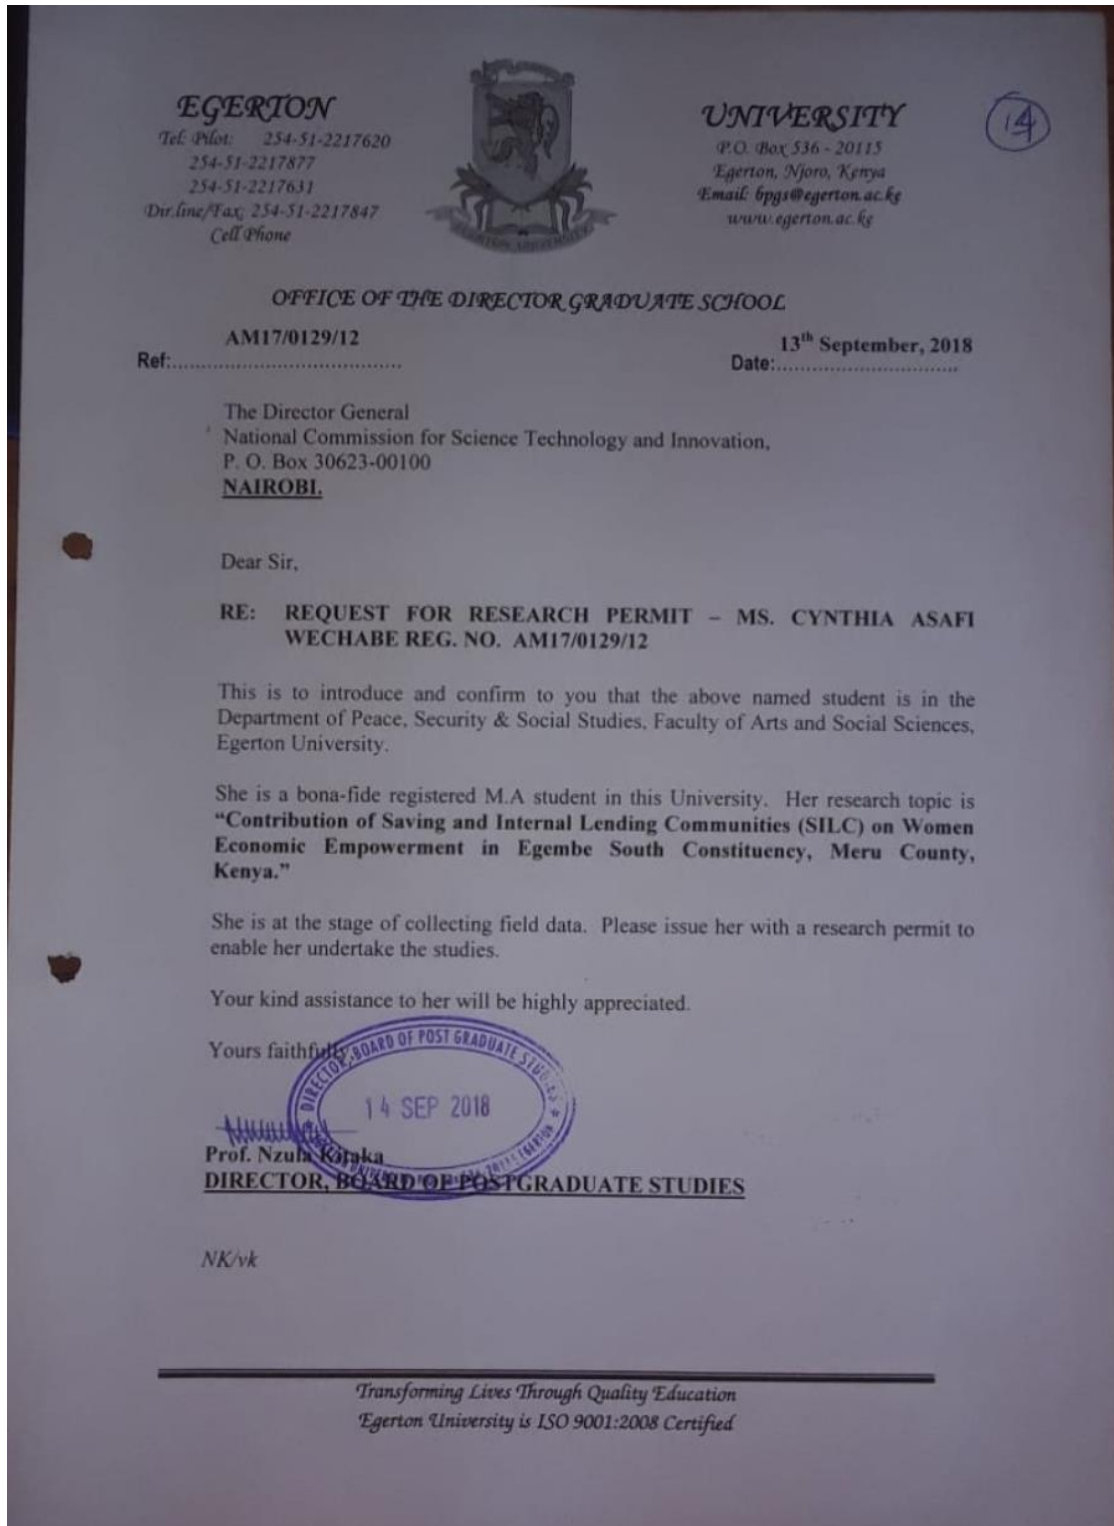 EGERTON
Tel: Pilot: 254-51-2217620
254-51-2217877
254-51-2217631
Dir.line/Fax; 254-51-2217847
Cell Phone
EGERTON UNIVERSITY
UNIVERSITY
P.O. Box 536 - 20115
Egerton, Njoro, Kenya
Email: bpgs@egerton.ac.ke
www.egerton.ac.ke
14
OFFICE OF THE DIRECTOR GRADUATE SCHOOL
AM17/0129/12
Ref:.......................................
13th September, 2018
Date:...............................
The Director General
National Commission for Science Technology and Innovation,
P. O. Box 30623-00100
NAIROBI.
Dear Sir,
RE: REQUEST FOR RESEARCH PERMIT – MS. CYNTHIA ASAFI
WECHABE REG. NO. AM17/0129/12
This is to introduce and confirm to you that the above named student is in the
Department of Peace, Security & Social Studies, Faculty of Arts and Social Sciences,
Egerton University.
She is a bona-fide registered M.A student in this University. Her research topic is
“Contribution of Saving and Internal Lending Communities (SILC) on Women
Economic Empowerment in Egembe South Constituency, Meru County,
Kenya.”
She is at the stage of collecting field data. Please issue her with a research permit to
enable her undertake the studies.
Your kind assistance to her will be highly appreciated.
Yours faithfully,
DIRECTOR, BOARD OF POST GRADUATE STUDIES
14 SEP 2018
Prof. Nzula Kitaka
DIRECTOR, BOARD OF POSTGRADUATE STUDIES
NK/vk
Transforming Lives Through Quality Education
Egerton University is ISO 9001:2008 Certified